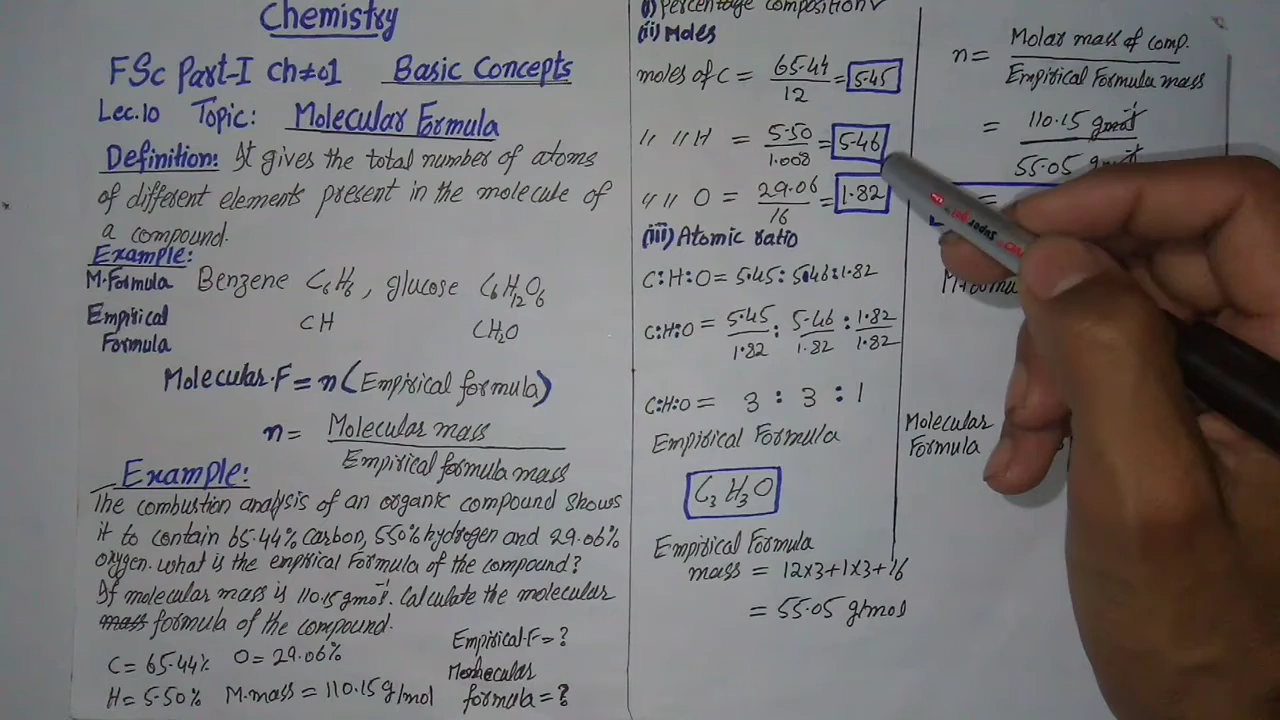 Chemistry
FSc Part-I Ch#01 Basic Concepts
Lec.10 Topic: Molecular Formula
Definition: It gives the total number of atoms
of different elements present in the molecule of
a compound.
Example:
M.Formula Benzene C6H6, glucose C6H12O6
Empirical
Formula CH CH2O
Molecular.F = n(Empirical formula)
n = Molecular mass
Empirical formula mass
Example:
The combustion analysis of an organic compound shows
it to contain 65.44% carbon, 550% hydrogen and 29.06%
oxygen. what is the empirical Formula of the compound?
If molecular mass is 110.15 gmol-1. Calculate the molecular
mass formula of the compound.
C = 65.44% O = 29.06%
H = 5.50% M.mass = 110.15 g/mol
Empirical.F = ?
Molecular
formula = ?
(i) Percentage composition✓
(ii) Moles
moles of C = 65.44 / 12 = 5.45
〃 〃 H = 5.50 / 1.008 = 5.46
〃 〃 O = 29.06 / 16 = 1.82
(iii) Atomic ratio
C:H:O = 5.45 : 5.46 : 1.82
C:H:O = 5.45/1.82 : 5.46/1.82 : 1.82/1.82
C:H:O = 3 : 3 : 1
Empirical Formula
C3H3O
Empirical Formula
mass = 12x3+1x3+16
= 55.05 g/mol
n = Molar mass of comp.
Empirical Formula mass
= 110.15 gmol-1
55.05 gmol-1
=
Molecular
Formula